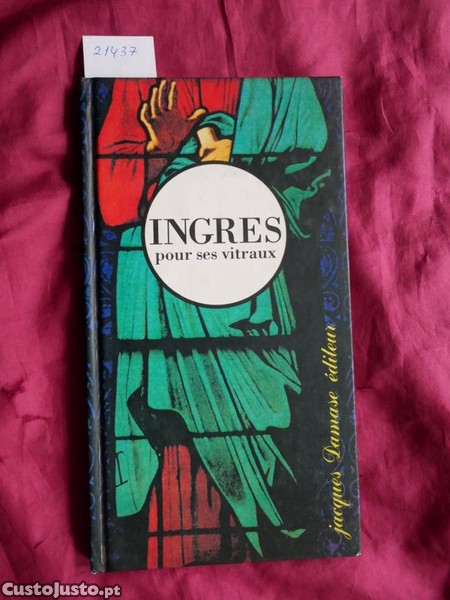 21437
INGRES
pour ses vitraux
jacques Damase éditeur
CustoJusto.pt